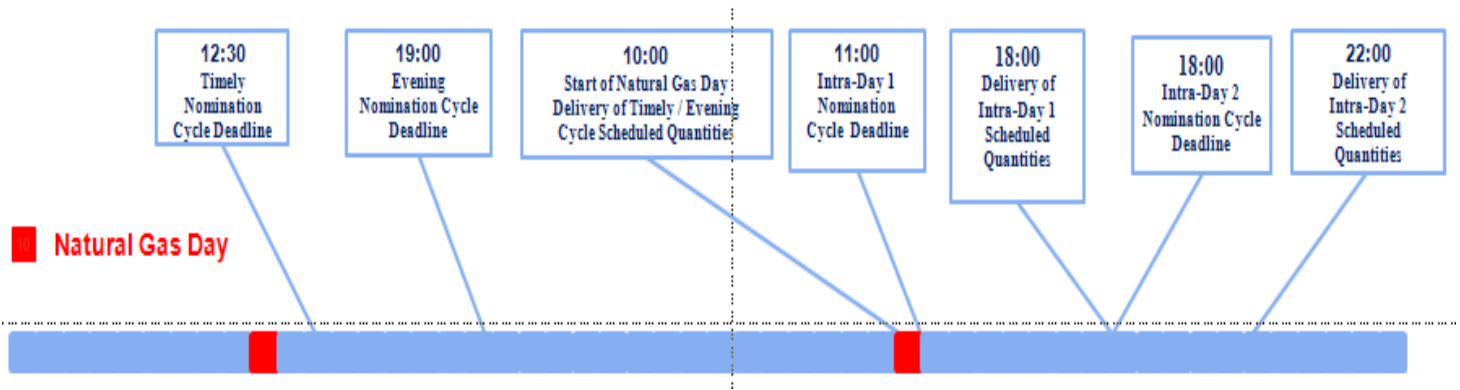 12:30
Timely
Nomination
Cycle Deadline
19:00
Evening
Nomination Cycle
Deadline
10:00
Start of Natural Gas Day
Delivery of Timely / Evening
Cycle Scheduled Quantities
11:00
Intra-Day 1
Nomination
Cycle Deadline
18:00
Delivery of
Intra-Day 1
Scheduled
Quantities
18:00
Intra-Day 2
Nomination Cycle
Deadline
22:00
Delivery of
Intra-Day 2
Scheduled
Quantities
10
Natural Gas Day